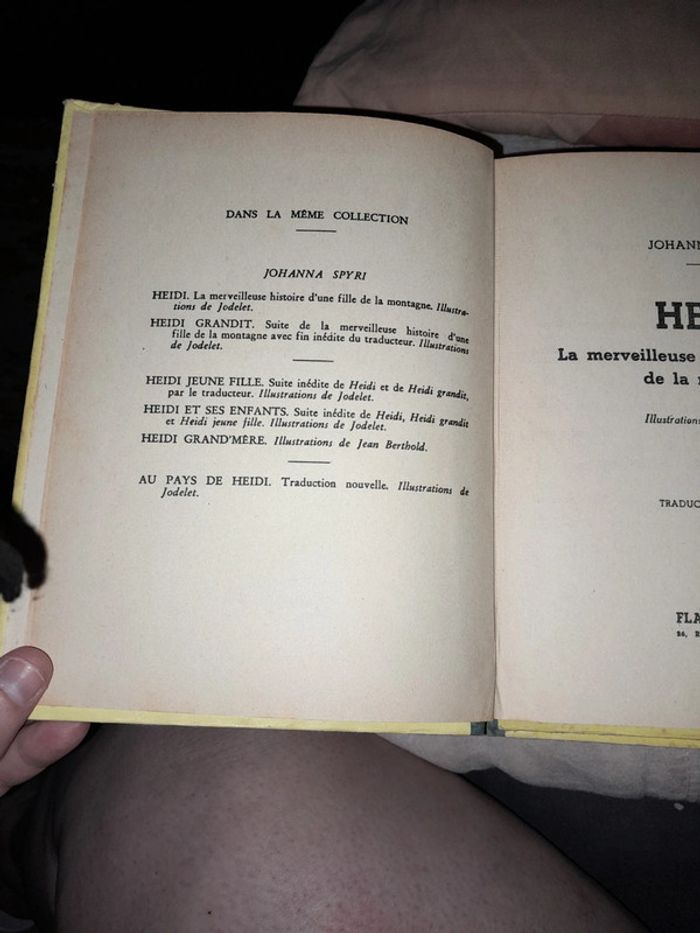 DANS LA MÊME COLLECTION
JOHANNA SPYRI
HEIDI. La merveilleuse histoire d'une fille de la montagne. Illustra-
tions de Jodelet.
HEIDI GRANDIT. Suite de la merveilleuse histoire d'une
fille de la montagne avec fin inédite du traducteur. Illustrations
de Jodelet.
HEIDI JEUNE FILLE. Suite inédite de Heidi et de Heidi grandit,
par le traducteur. Illustrations de Jodelet.
HEIDI ET SES ENFANTS. Suite inédite de Heidi, Heidi grandit
et Heidi jeune fille. Illustrations de Jodelet.
HEIDI GRAND'MÈRE. Illustrations de Jean Berthold.
AU PAYS DE HEIDI. Traduction nouvelle. Illustrations de
Jodelet.
JOHANN
HE
La merveilleuse
de la
Illustrations
TRADUC
FLA
26,